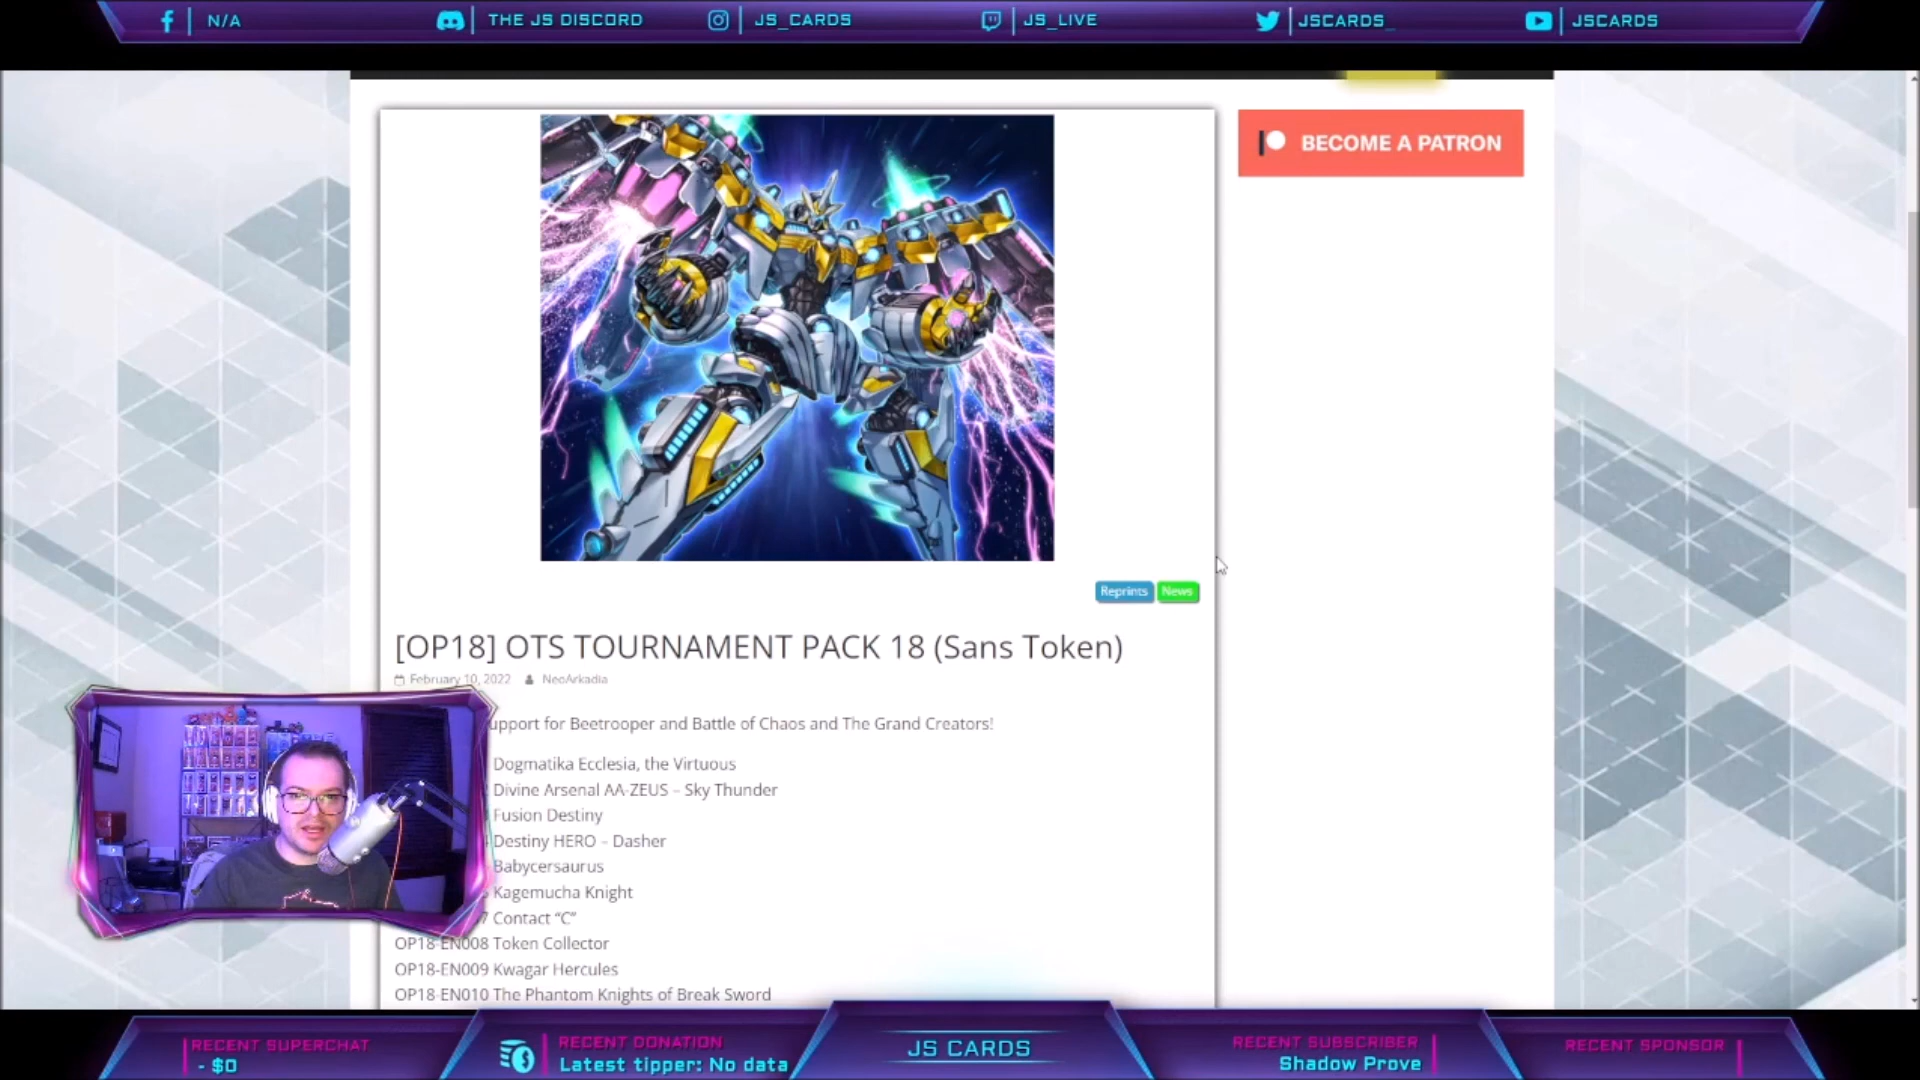 N/A
THE JS DISCORD
JS_CARDS
JS_LIVE
JSCARDS_
JSCARDS
BECOME A PATRON
Reprints
News
[OP18] OTS TOURNAMENT PACK 18 (Sans Token)
February 10, 2022
NeoArkadia
upport for Beetrooper and Battle of Chaos and The Grand Creators!
Dogmatika Ecclesia, the Virtuous
Divine Arsenal AA-ZEUS – Sky Thunder
Fusion Destiny
Destiny HERO – Dasher
Babycersaurus
Kagemucha Knight
7 Contact “C”
OP18-EN008 Token Collector
OP18-EN009 Kwagar Hercules
OP18-EN010 The Phantom Knights of Break Sword
RECENT SUPERCHAT
- $0
RECENT DONATION
Latest tipper: No data
JS CARDS
RECENT SUBSCRIBER
Shadow Prove
RECENT SPONSOR